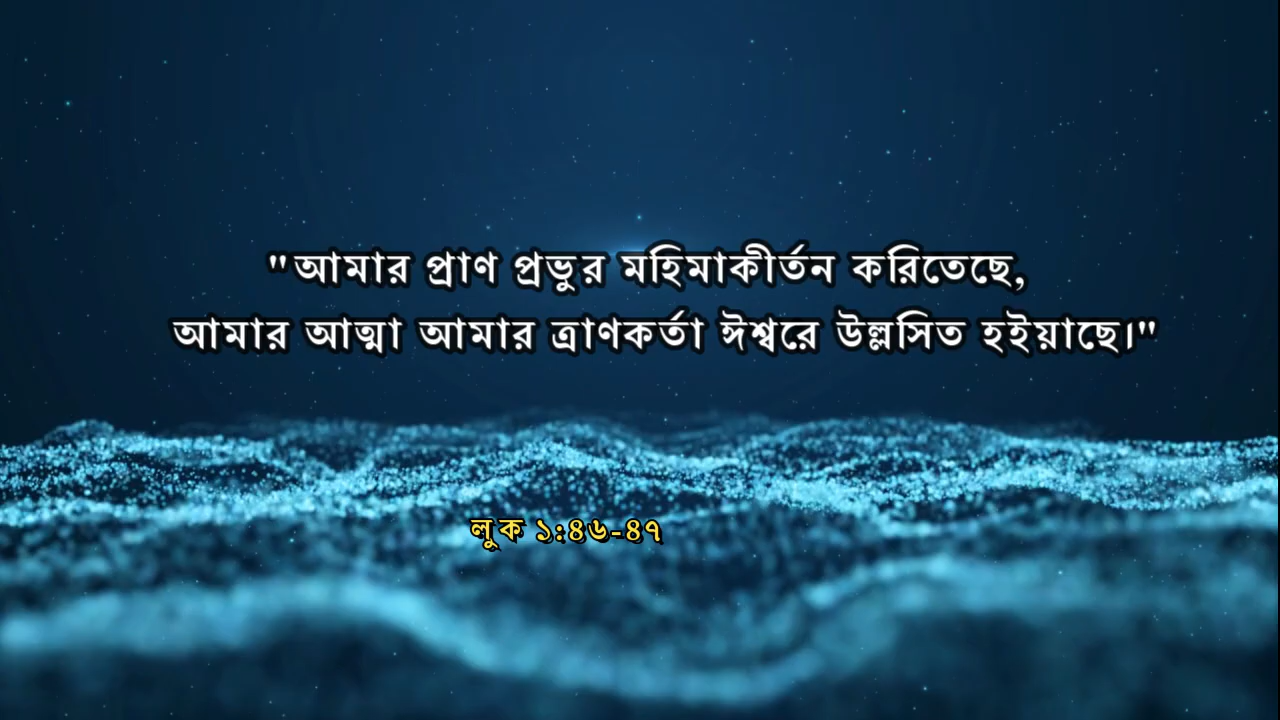 "আমার প্রাণ প্রভুর মহিমাকীর্তন করিতেছে,
আমার আত্মা আমার ত্রাণকর্তা ঈশ্বরে উল্লসিত হইয়াছে।"
লুক ১:৪৬-৪৭